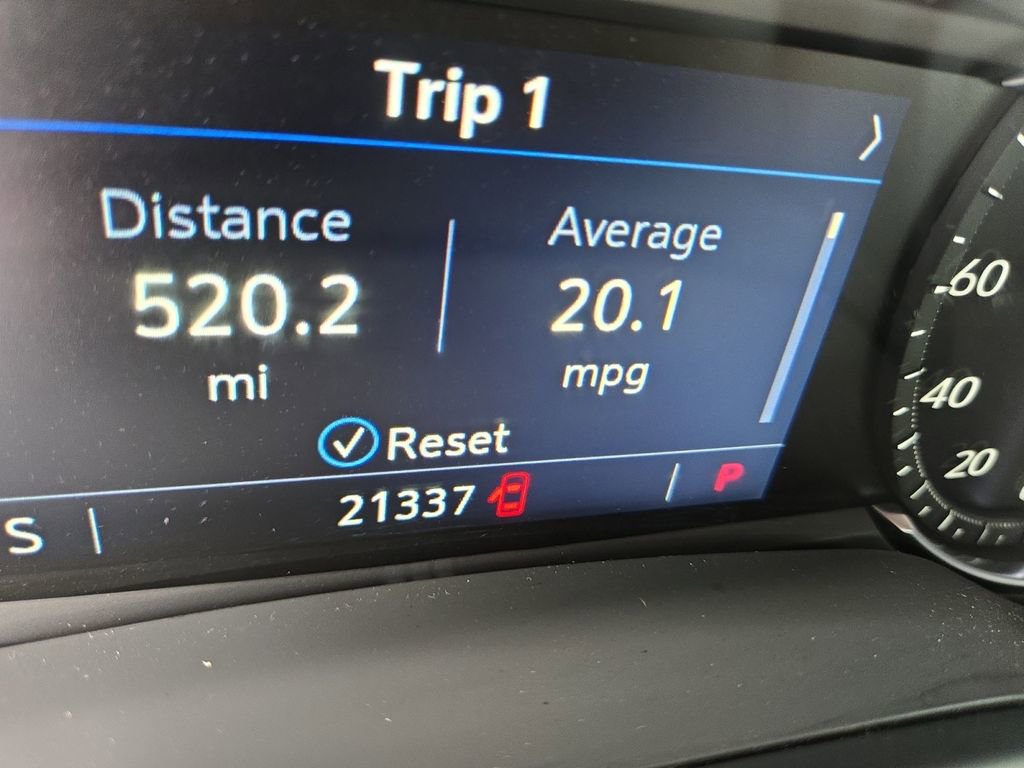 Trip 1
Distance
Average
520.2
20.1
mi
mpg
Reset
S
21337
P
60
40
20